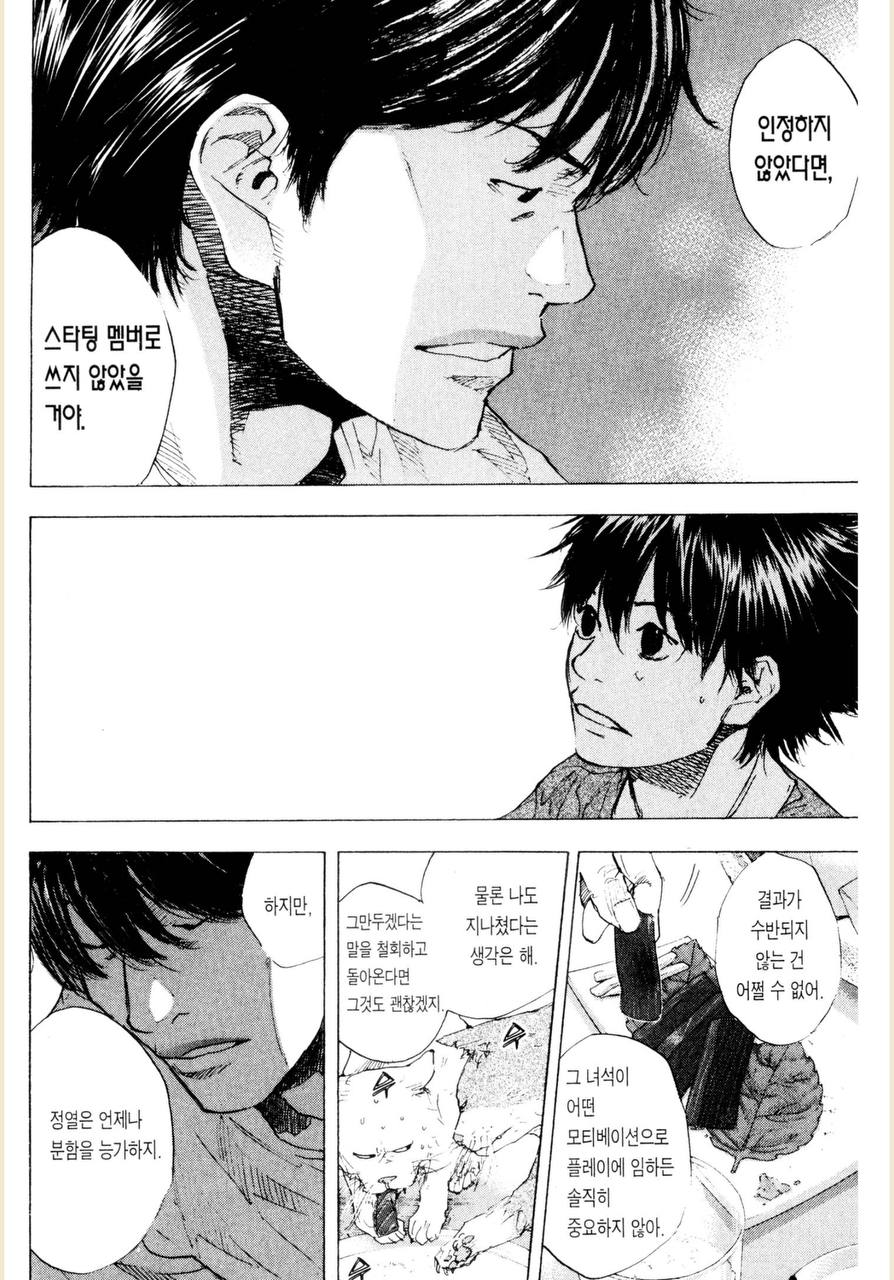 인정하지
않았다면,
스타팅 멤버로
쓰지 않았을
거야.
결과가
수반되지
않는 건
어쩔 수 없어.
그 녀석이
어떤
모티베이션으로
플레이에 임하든
솔직히
중요하지 않아.
물론 나도
지나쳤다는
생각은 해.
그만두겠다는
말을 철회하고
돌아온다면
그것도 괜찮겠지.
하지만,
정열은 언제나
분함을 능가하지.